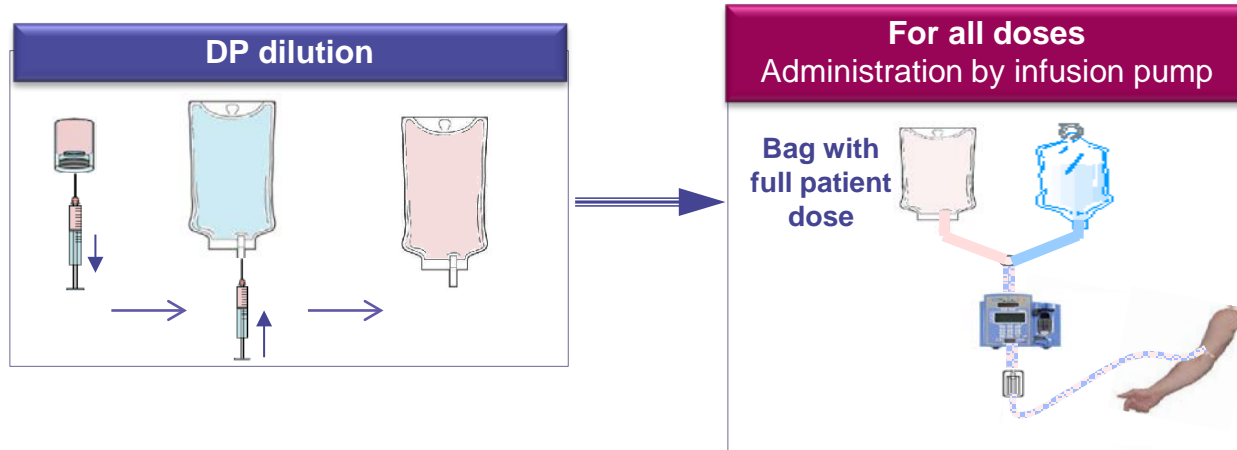 DP dilution
For all doses
Administration by infusion pump
Bag with
full patient
dose